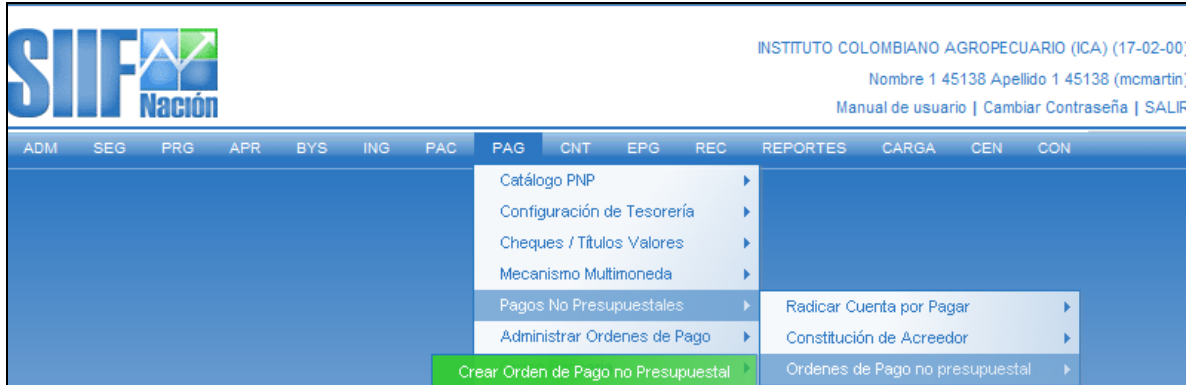 SIIF
Nación
INSTITUTO COLOMBIANO AGROPECUARIO (ICA) (17-02-00)
Nombre 1 45138 Apellido 1 45138 (mcmartin)
Manual de usuario | Cambiar Contraseña | SALIR
ADM SEG PRG APR BYS ING PAC PAG CNT EPG REC REPORTES CARGA CEN CON
Catálogo PNP
Configuración de Tesorería
Cheques / Títulos Valores
Mecanismo Multimoneda
Pagos No Presupuestales
Radicar Cuenta por Pagar
Administrar Ordenes de Pago
Constitución de Acreedor
Crear Orden de Pago no Presupuestal
Ordenes de Pago no presupuestal